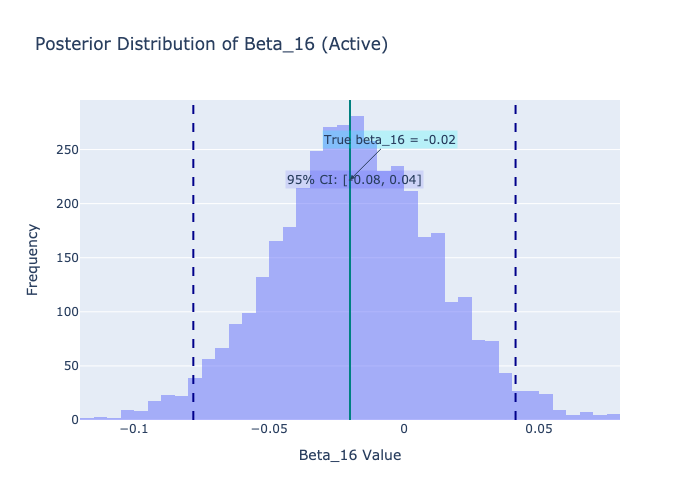 Posterior Distribution of Beta_16 (Active)
True beta_16 = -0.02
95% CI: [-0.08, 0.04]
Frequency
250
200
150
100
50
0
−0.1
−0.05
0
0.05
Beta_16 Value